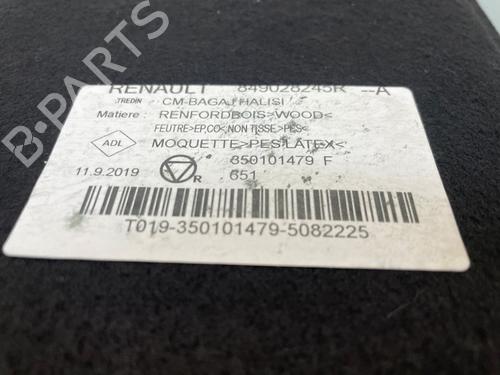 RENAULT 849028245R --A
TREDIN CM-BAGAJ HALISI
Matiere: RENFORDBOIS>WOOD<
FEUTRE>EP,CO<NON TISSE>PES<
ADL MOQUETTE>PES/LATEX<
350101479 F
11.9.2019 R 651
T019-350101479-5082225
B-PARTS